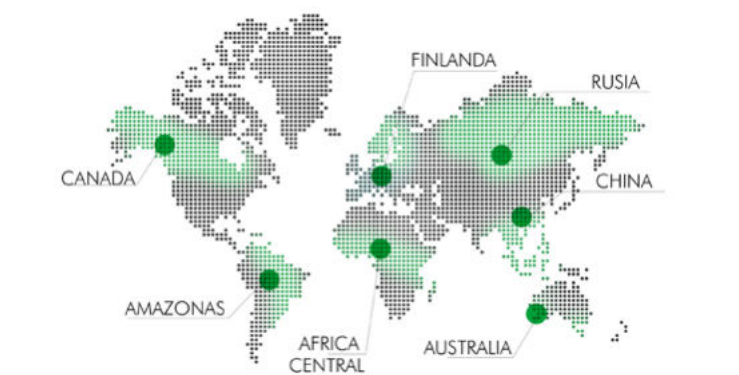 FINLANDA
RUSIA
CANADA
CHINA
AMAZONAS
AFRICA
CENTRAL
AUSTRALIA